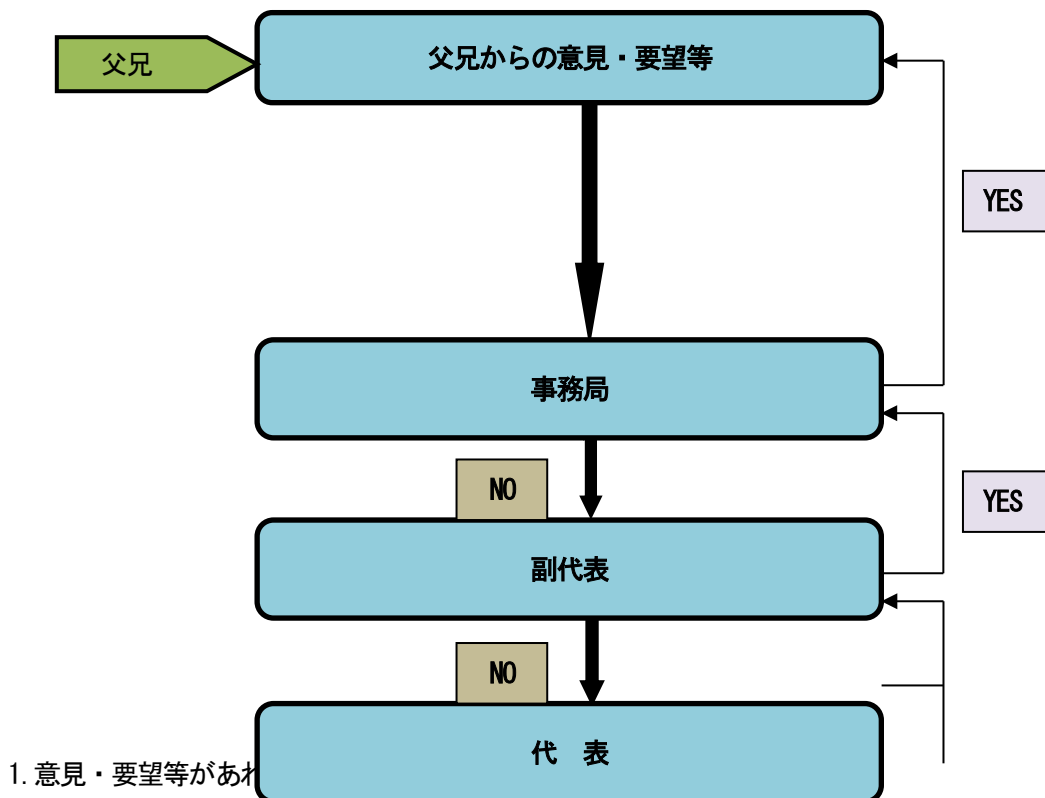 父兄
父兄からの意見・要望等
YES
事務局
NO
YES
副代表
NO
代　表
1.意見・要望等があれ